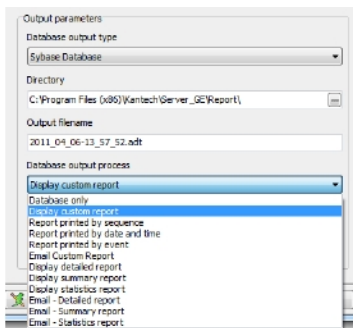 Output parameters
Database output type
Sybase Database
Directory
C:\Program Files (x86)\Kantech\Server_GE\Report\
...
Output filename
2011_04_06-13_57_52.adt
Database output process
Display custom report
Database only
Display custom report
Report printed by sequence
Report printed by date and time
Report printed by event
Email Custom Report
Display detailed report
Display summary report
Display statistics report
Email - Detailed report
Email - Summary report
Email - Statistics report